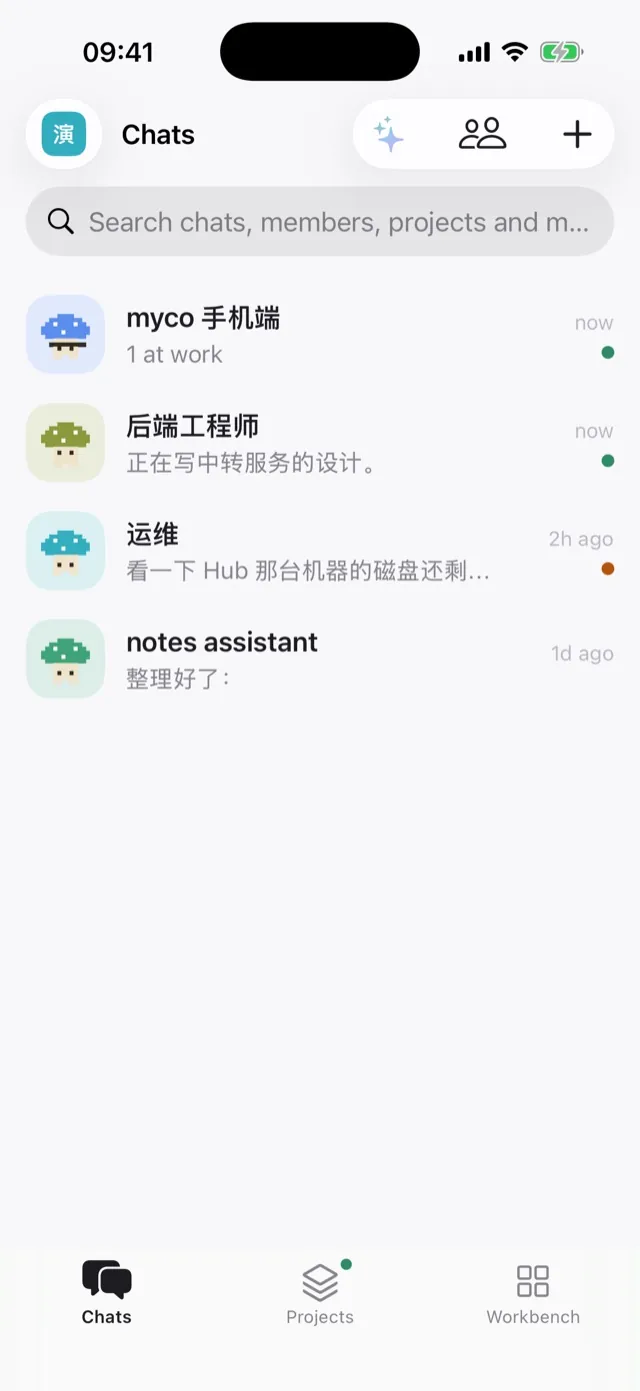 09:41
演
Chats
Search chats, members, projects and m...
myco 手机端
now
1 at work
后端工程师
now
正在写中转服务的设计。
运维
2h ago
看一下 Hub 那台机器的磁盘还剩...
notes assistant
1d ago
整理好了：
Chats
Projects
Workbench